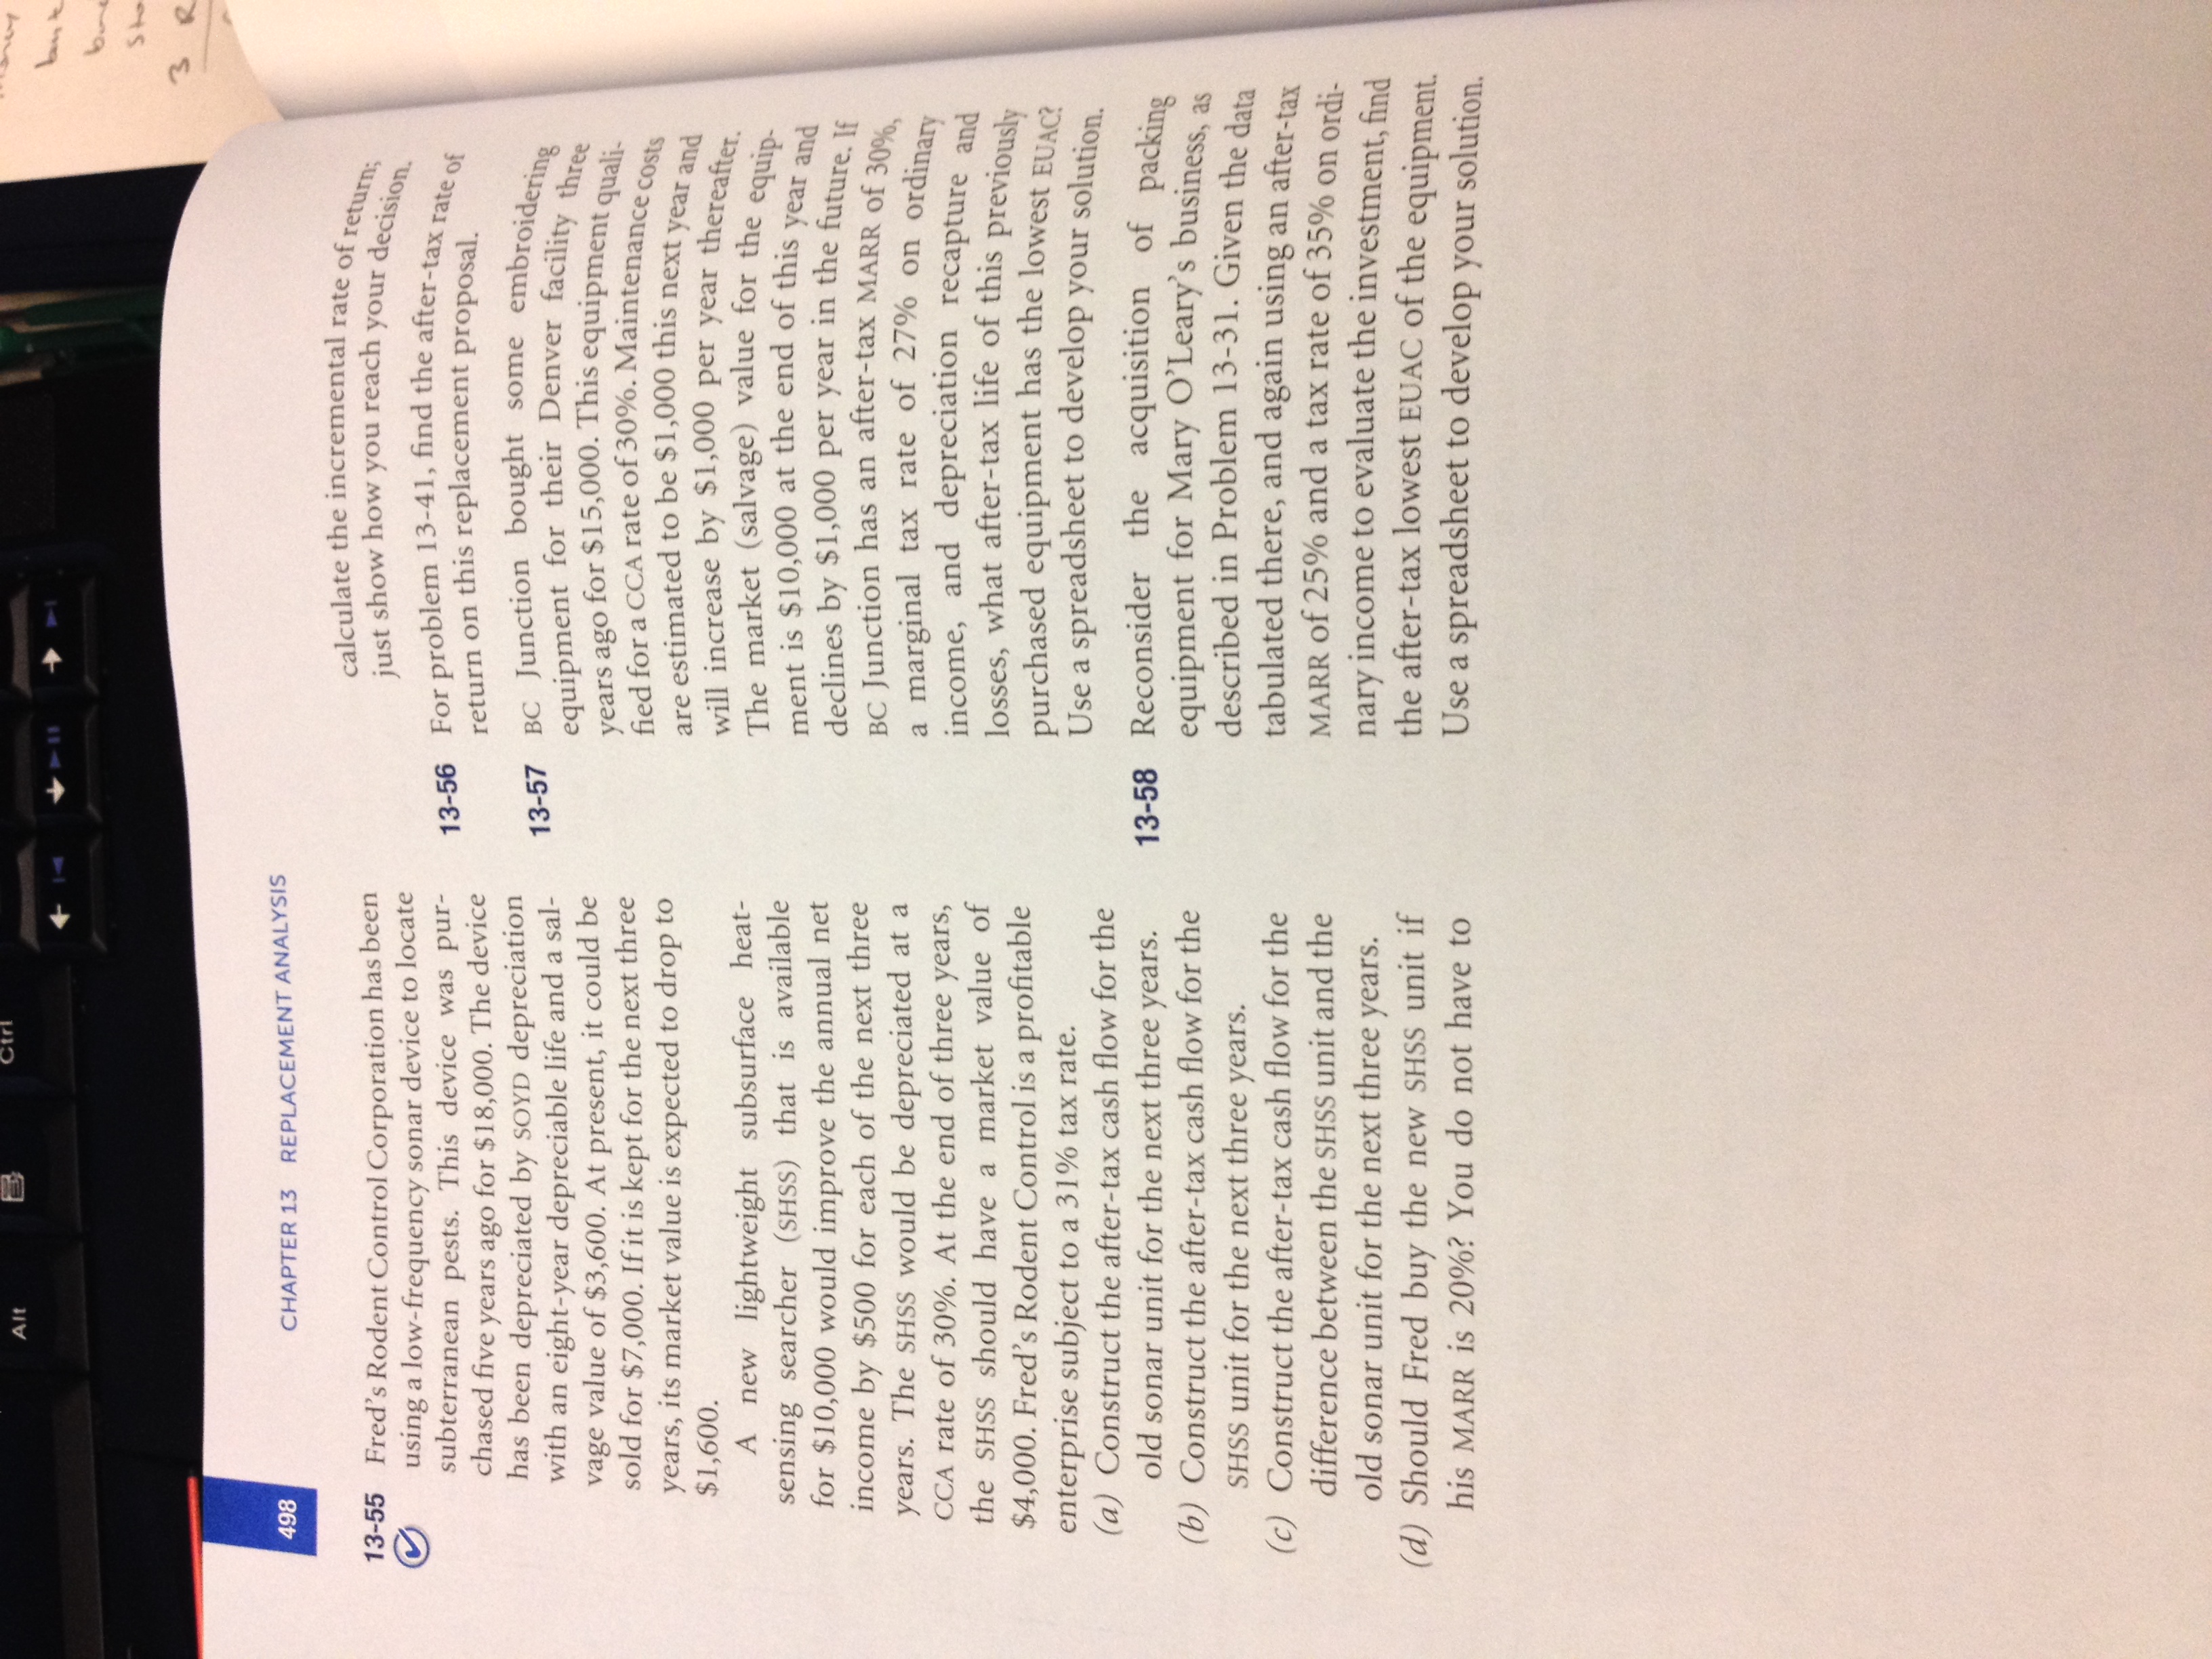 Alt
Ctrl
3 R
498
CHAPTER 13 REPLACEMENT ANALYSIS
13-55 Fred's Rodent Control Corporation has been
using a low-frequency sonar device to locate
subterranean pests. This device was pur-
chased five years ago for $18,000. The device
has been depreciated by SOYD depreciation
with an eight-year depreciable life and a sal-
vage value of $3,600. At present, it could be
sold for $7,000. If it is kept for the next three
years, its market value is expected to drop to
$1,600.
A new lightweight subsurface heat-
sensing searcher (SHSS) that is available
for $10,000 would improve the annual net
income by $500 for each of the next three
years. The SHSS would be depreciated at a
CCA rate of 30%. At the end of three years,
the SHSS should have a market value of
$4,000. Fred's Rodent Control is a profitable
enterprise subject to a 31% tax rate.
(a) Construct the after-tax cash flow for the
old sonar unit for the next three years.
(b) Construct the after-tax cash flow for the
SHSS unit for the next three years.
(c) Construct the after-tax cash flow for the
difference between the SHSS unit and the
old sonar unit for the next three years.
(d) Should Fred buy the new SHSS unit if
his MARR is 20%? You do not have to
calculate the incremental rate of return;
just show how you reach your decision.
13-56 For problem 13-41, find the after-tax rate of
return on this replacement proposal.
13-57 BC Junction bought some embroidering
equipment for their Denver facility three
years ago for $15,000. This equipment quali-
fied for a CCA rate of 30%. Maintenance costs
are estimated to be $1,000 this next year and
will increase by $1,000 per year thereafter.
The market (salvage) value for the equip-
ment is $10,000 at the end of this year and
declines by $1,000 per year in the future. If
BC Junction has an after-tax MARR of 30%,
a marginal tax rate of 27% on ordinary
income, and depreciation recapture and
losses, what after-tax life of this previously
purchased equipment has the lowest EUAC?
Use a spreadsheet to develop your solution.
13-58 Reconsider the acquisition of packing
equipment for Mary O'Leary's business, as
described in Problem 13-31. Given the data
tabulated there, and again using an after-tax
MARR of 25% and a tax rate of 35% on ordi-
nary income to evaluate the investment, find
the after-tax lowest EUAC of the equipment.
Use a spreadsheet to develop your solution.